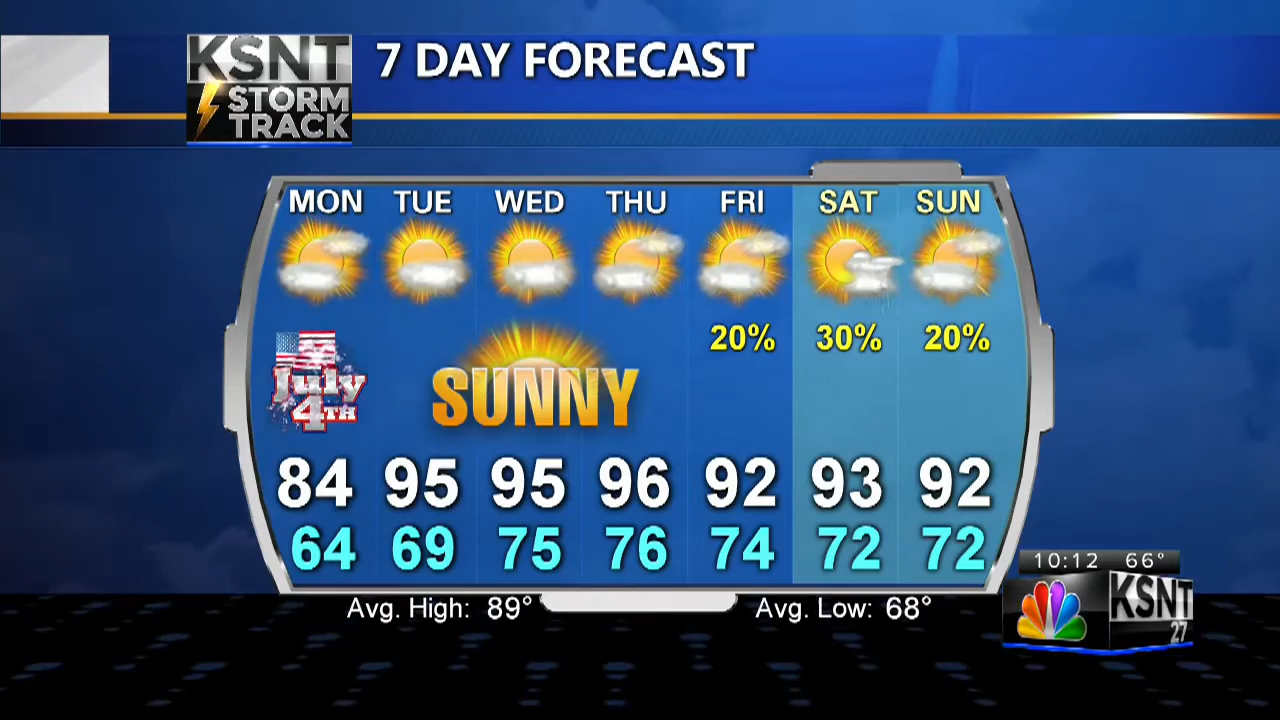 KSNT
STORM
TRACK
7 DAY FORECAST
MON TUE WED THU FRI SAT SUN
20% 30% 20%
July
4TH
SUNNY
84 95 95 96 92 93 92
64 69 75 76 74 72 72
Avg. High: 89° Avg. Low: 68°
10:12 66°
KSNT
27